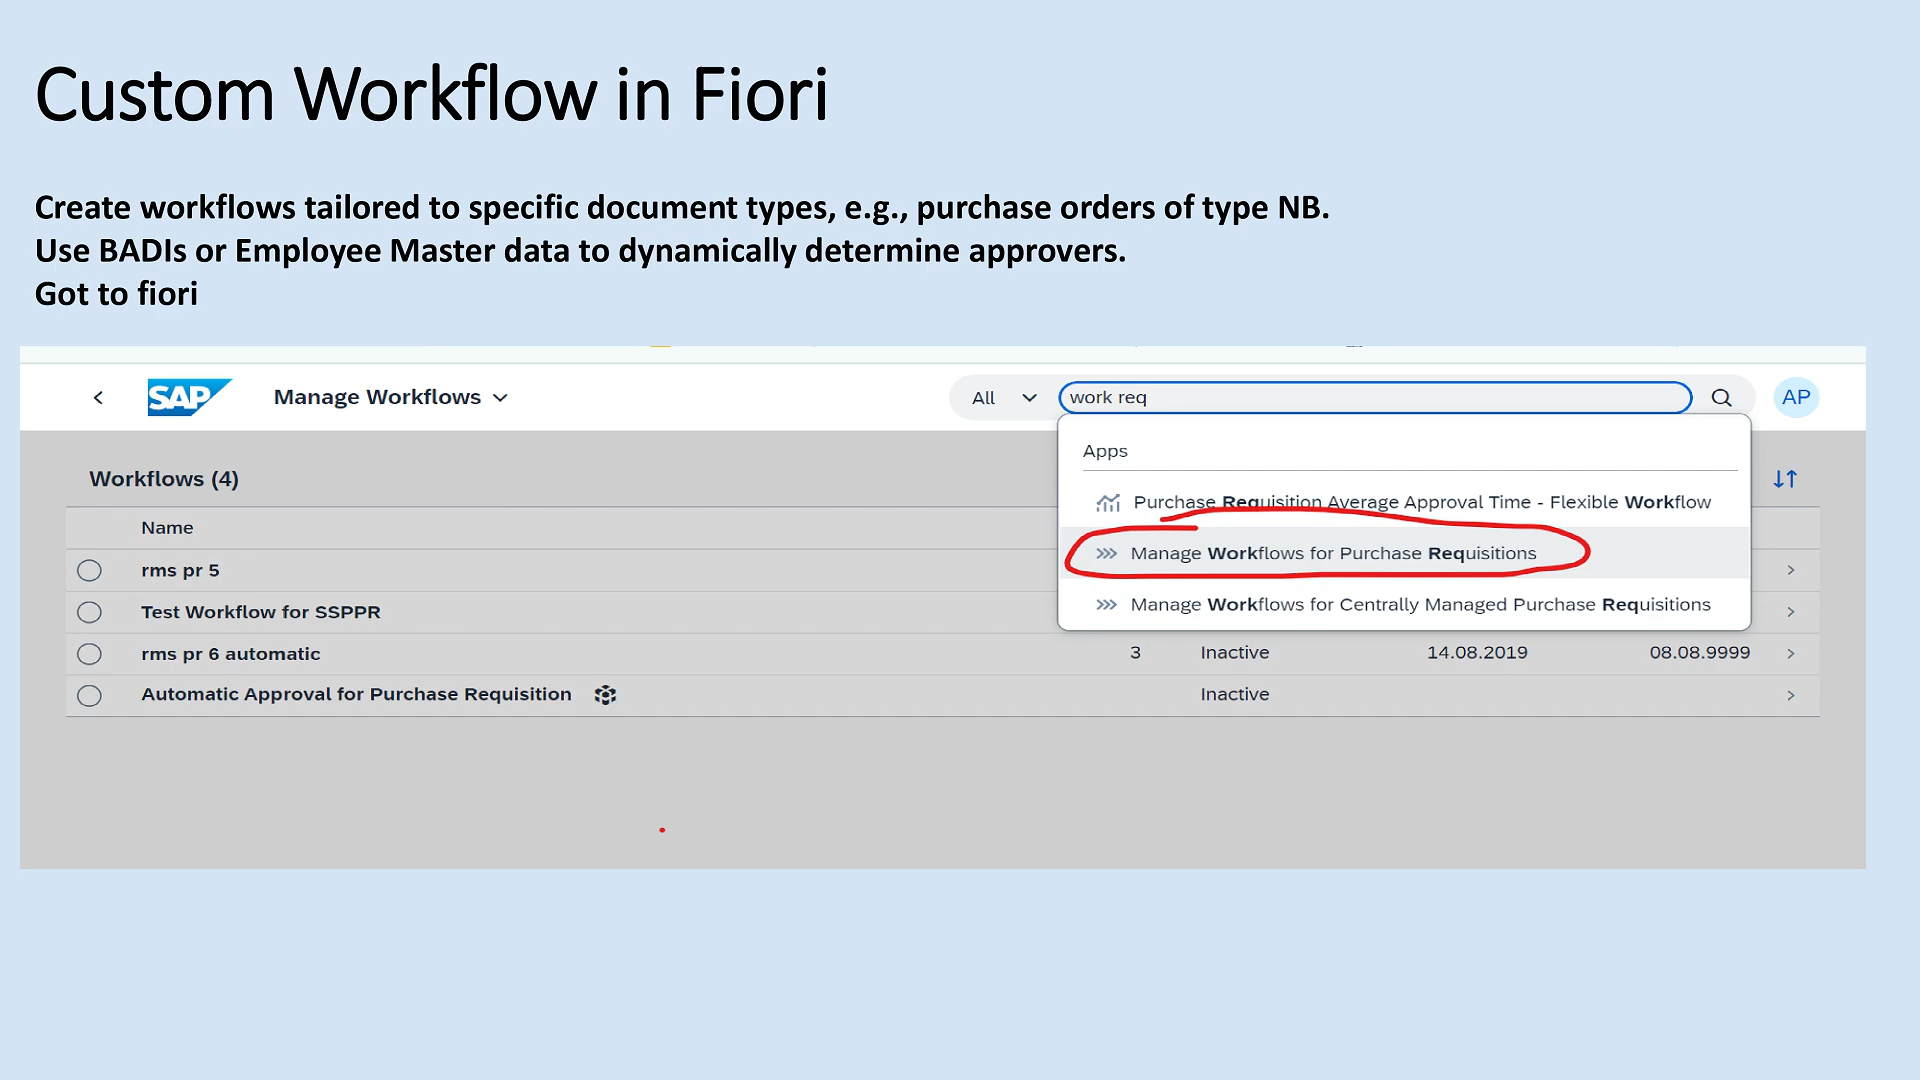 Custom Workflow in Fiori
Create workflows tailored to specific document types, e.g., purchase orders of type NB.
Use BADIs or Employee Master data to dynamically determine approvers.
Got to fiori
SAP
Manage Workflows
All
work req
AP
Apps
Purchase Requisition Average Approval Time - Flexible Workflow
Manage Workflows for Purchase Requisitions
Manage Workflows for Centrally Managed Purchase Requisitions
Workflows (4)
Name
rms pr 5
Test Workflow for SSPPR
rms pr 6 automatic 3 Inactive 14.08.2019 08.08.9999
Automatic Approval for Purchase Requisition Inactive